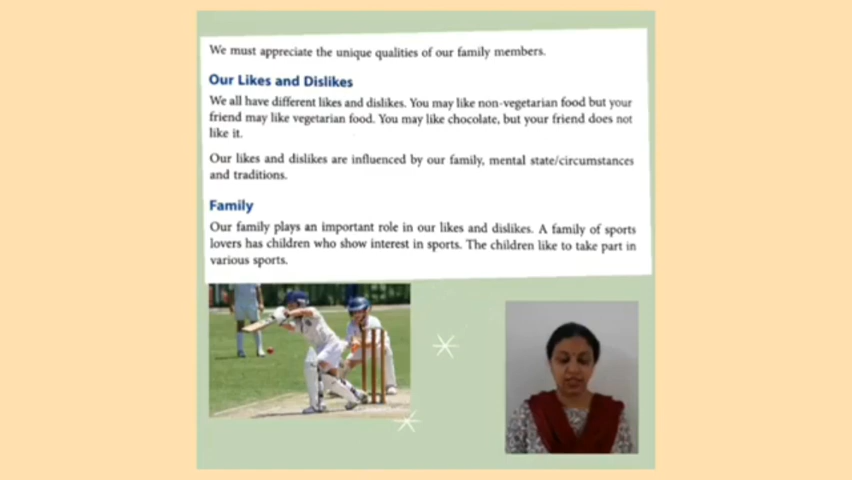 We must appreciate the unique qualities of our family members.
Our Likes and Dislikes
We all have different likes and dislikes. You may like non-vegetarian food but your
friend may like vegetarian food. You may like chocolate, but your friend does not
like it.
Our likes and dislikes are influenced by our family, mental state/circumstances
and traditions.
Family
Our family plays an important role in our likes and dislikes. A family of sports
lovers has children who show interest in sports. The children like to take part in
various sports.